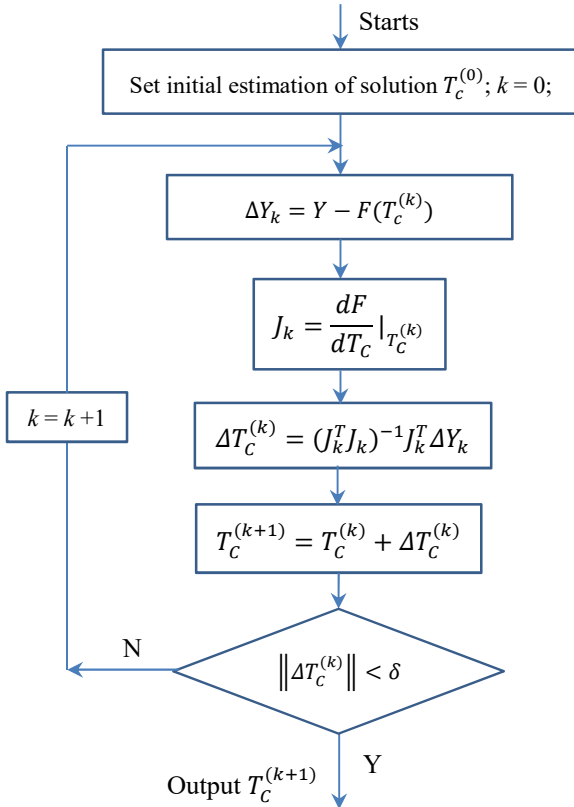 Starts
Set initial estimation of solution T_C^{(0)}; k = 0;
ΔY_k = Y − F(T_c^{(k)})
J_k = \frac{dF}{dT_C}|_{T_C^{(k)}}
k = k +1
ΔT_C^{(k)} = (J_k^T J_k)^{−1} J_k^T ΔY_k
T_C^{(k+1)} = T_C^{(k)} + ΔT_C^{(k)}
N
‖ΔT_C^{(k)}‖ < δ
Y
Output T_C^{(k+1)}